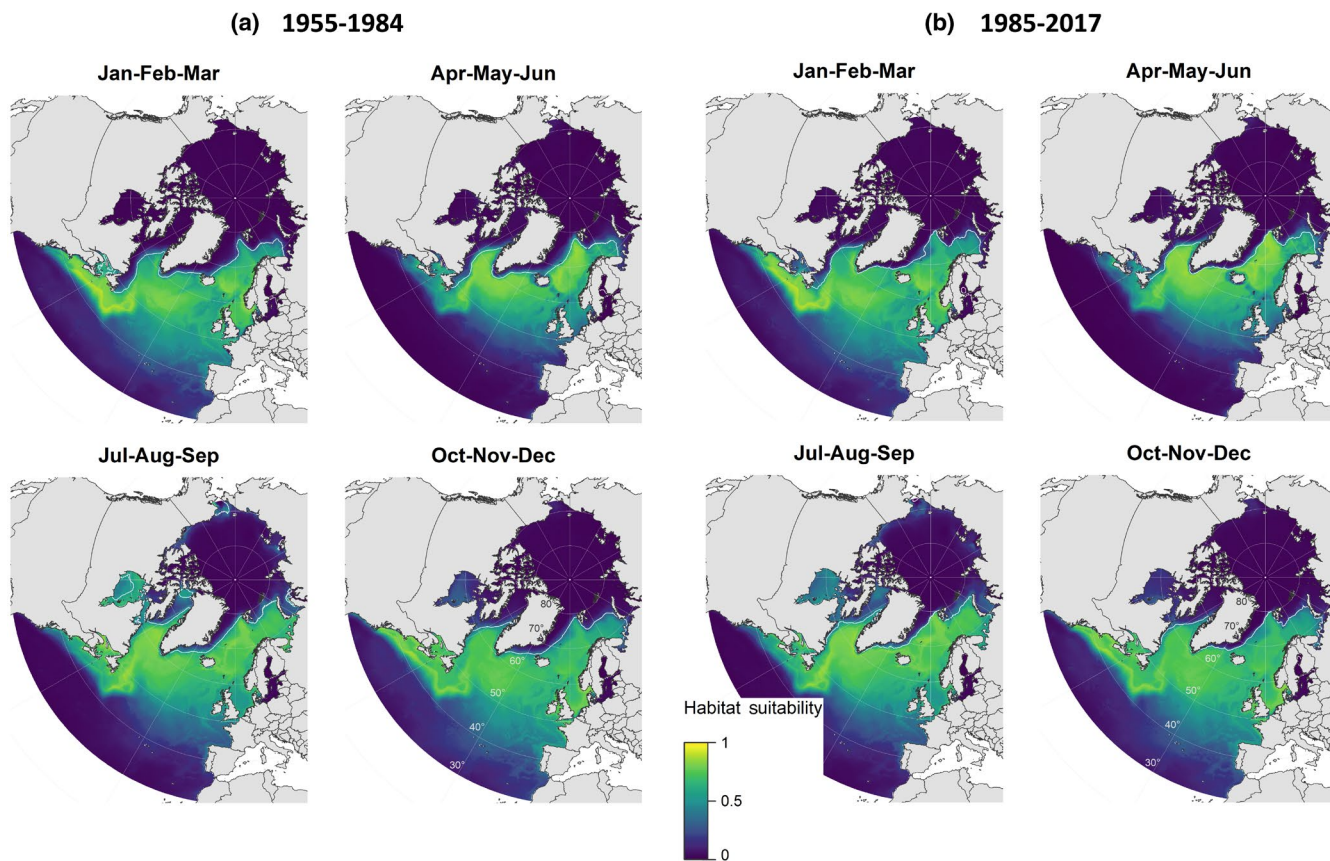 (a) 1955-1984
(b) 1985-2017
Jan-Feb-Mar
Apr-May-Jun
Jan-Feb-Mar
Apr-May-Jun
Jul-Aug-Sep
Oct-Nov-Dec
Jul-Aug-Sep
Oct-Nov-Dec
80°
70°
60°
50°
40°
30°
80°
70°
60°
50°
40°
30°
Habitat suitability
1
0.5
0